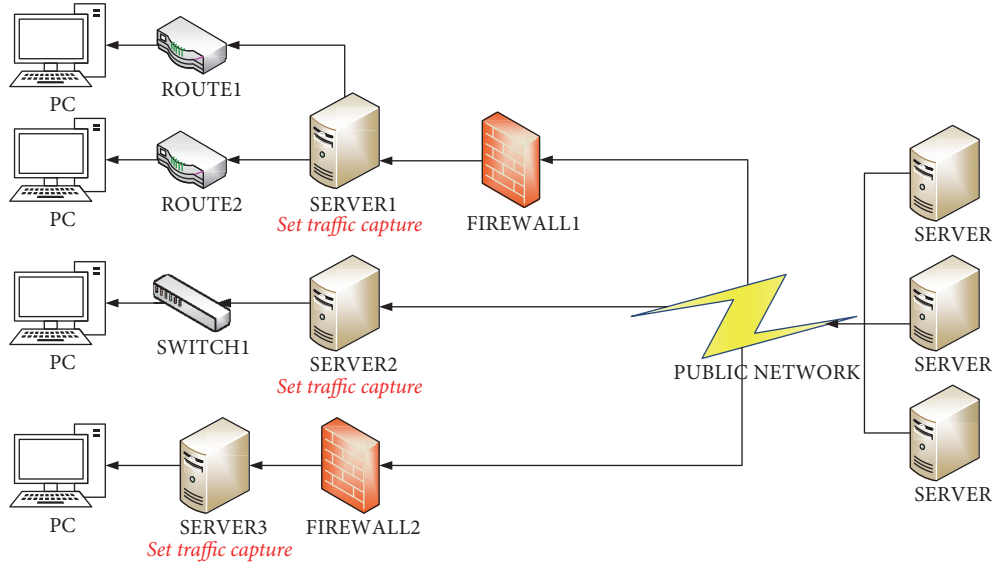 PC
ROUTE1
PC
ROUTE2
SERVER1
Set traffic capture
FIREWALL1
SERVER
PC
SWITCH1
SERVER2
Set traffic capture
PUBLIC NETWORK
SERVER
PC
SERVER3
Set traffic capture
FIREWALL2
SERVER